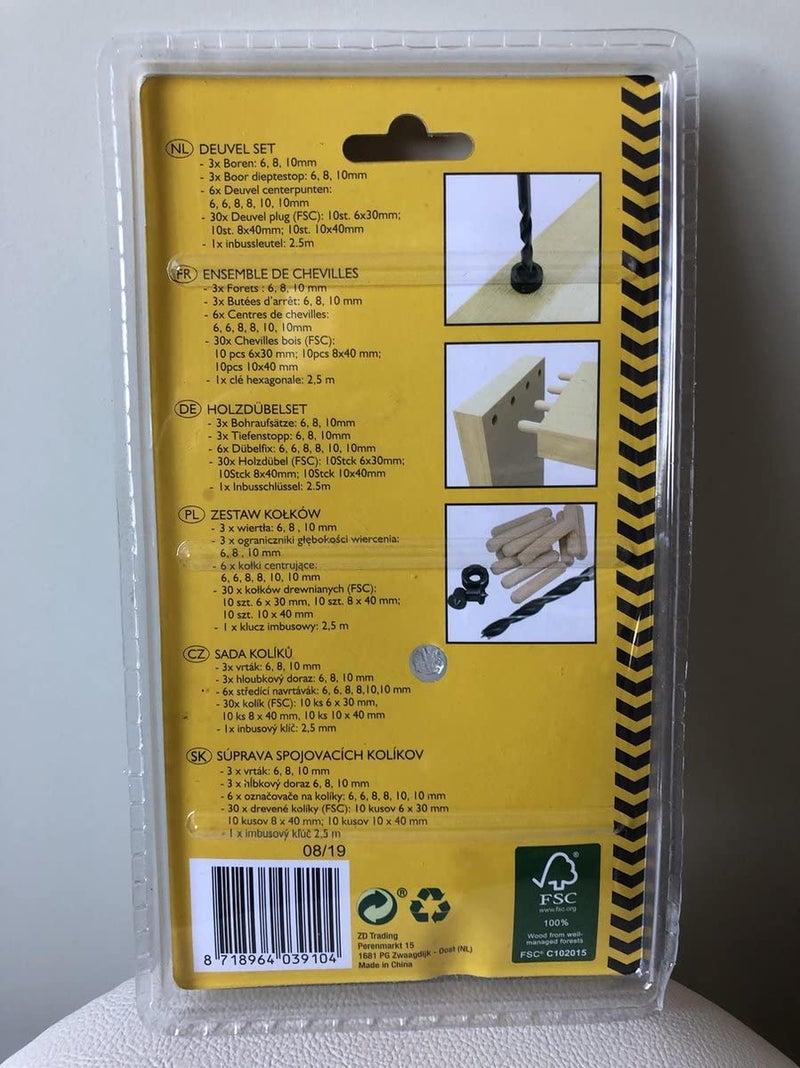 NL DEUVEL SET
- 3x Boren: 6, 8, 10mm
- 3x Boor dieptestop: 6, 8, 10mm
- 6x Deuvel centerpunten:
6, 6, 8, 8, 10, 10mm
- 30x Deuvel plug (FSC): 10st. 6x30mm;
10st. 8x40mm; 10st. 10x40mm
- 1x inbussleutel: 2.5m
FR ENSEMBLE DE CHEVILLES
- 3x Forets : 6, 8, 10 mm
- 3x Butées d'arrêt: 6, 8, 10 mm
- 6x Centres de chevilles:
6, 6, 8, 8, 10, 10mm
- 30x Chevilles bois (FSC):
10 pcs 6x30 mm; 10pcs 8x40 mm;
10pcs 10x40 mm
- 1x clé hexagonale: 2,5 m
DE HOLZDÜBELSET
- 3x Bohraufsätze: 6, 8, 10mm
- 3x Tiefenstopp: 6, 8, 10mm
- 6x Dübelfix: 6, 6, 8, 8, 10, 10mm
- 30x Holzdübel (FSC): 10Stck 6x30mm;
10Stck 8x40mm; 10Stck 10x40mm
- 1x Inbusschlüssel: 2.5m
PL ZESTAW KOŁKÓW
- 3 x wiertła: 6, 8 , 10 mm
- 3 x ograniczniki głębokości wiercenia:
6, 8 , 10 mm
- 6 x kołki centrujące:
6, 6, 8, 8, 10, 10 mm
- 30 x kołków drewnianych (FSC):
10 szt. 6 x 30 mm, 10 szt. 8 x 40 mm;
10 szt. 10 x 40 mm
- 1 x klucz imbusowy: 2,5 m
CZ SADA KOLÍKŮ
- 3x vrták: 6, 8, 10 mm
- 3x hloubkový doraz: 6, 8, 10 mm
- 6x středící navrtávák: 6, 6, 8, 8,10,10 mm
- 30x kolík (FSC): 10 ks 6 x 30 mm,
10 ks 8 x 40 mm, 10 ks 10 x 40 mm
- 1x inbusový klíč: 2,5 mm
SK SÚPRAVA SPOJOVACÍCH KOLÍKOV
- 3 x vrták: 6, 8, 10 mm
- 3 x hĺbkový doraz 6, 8, 10 mm
- 6 x označovače na kolíky: 6, 6, 8, 8, 10, 10 mm
- 30 x drevené kolíky (FSC): 10 kusov 6 x 30 mm
10 kusov 8 x 40 mm; 10 kusov 10 x 40 mm
- 1 x imbusový kľúč 2,5 m
08/19
8 718964 039104
®
ZD Trading
Perenmarkt 15
1681 PG Zwaagdijk - Oost (NL)
Made in China
®
FSC
www.fsc.org
100%
Wood from well-
managed forests
FSC® C102015